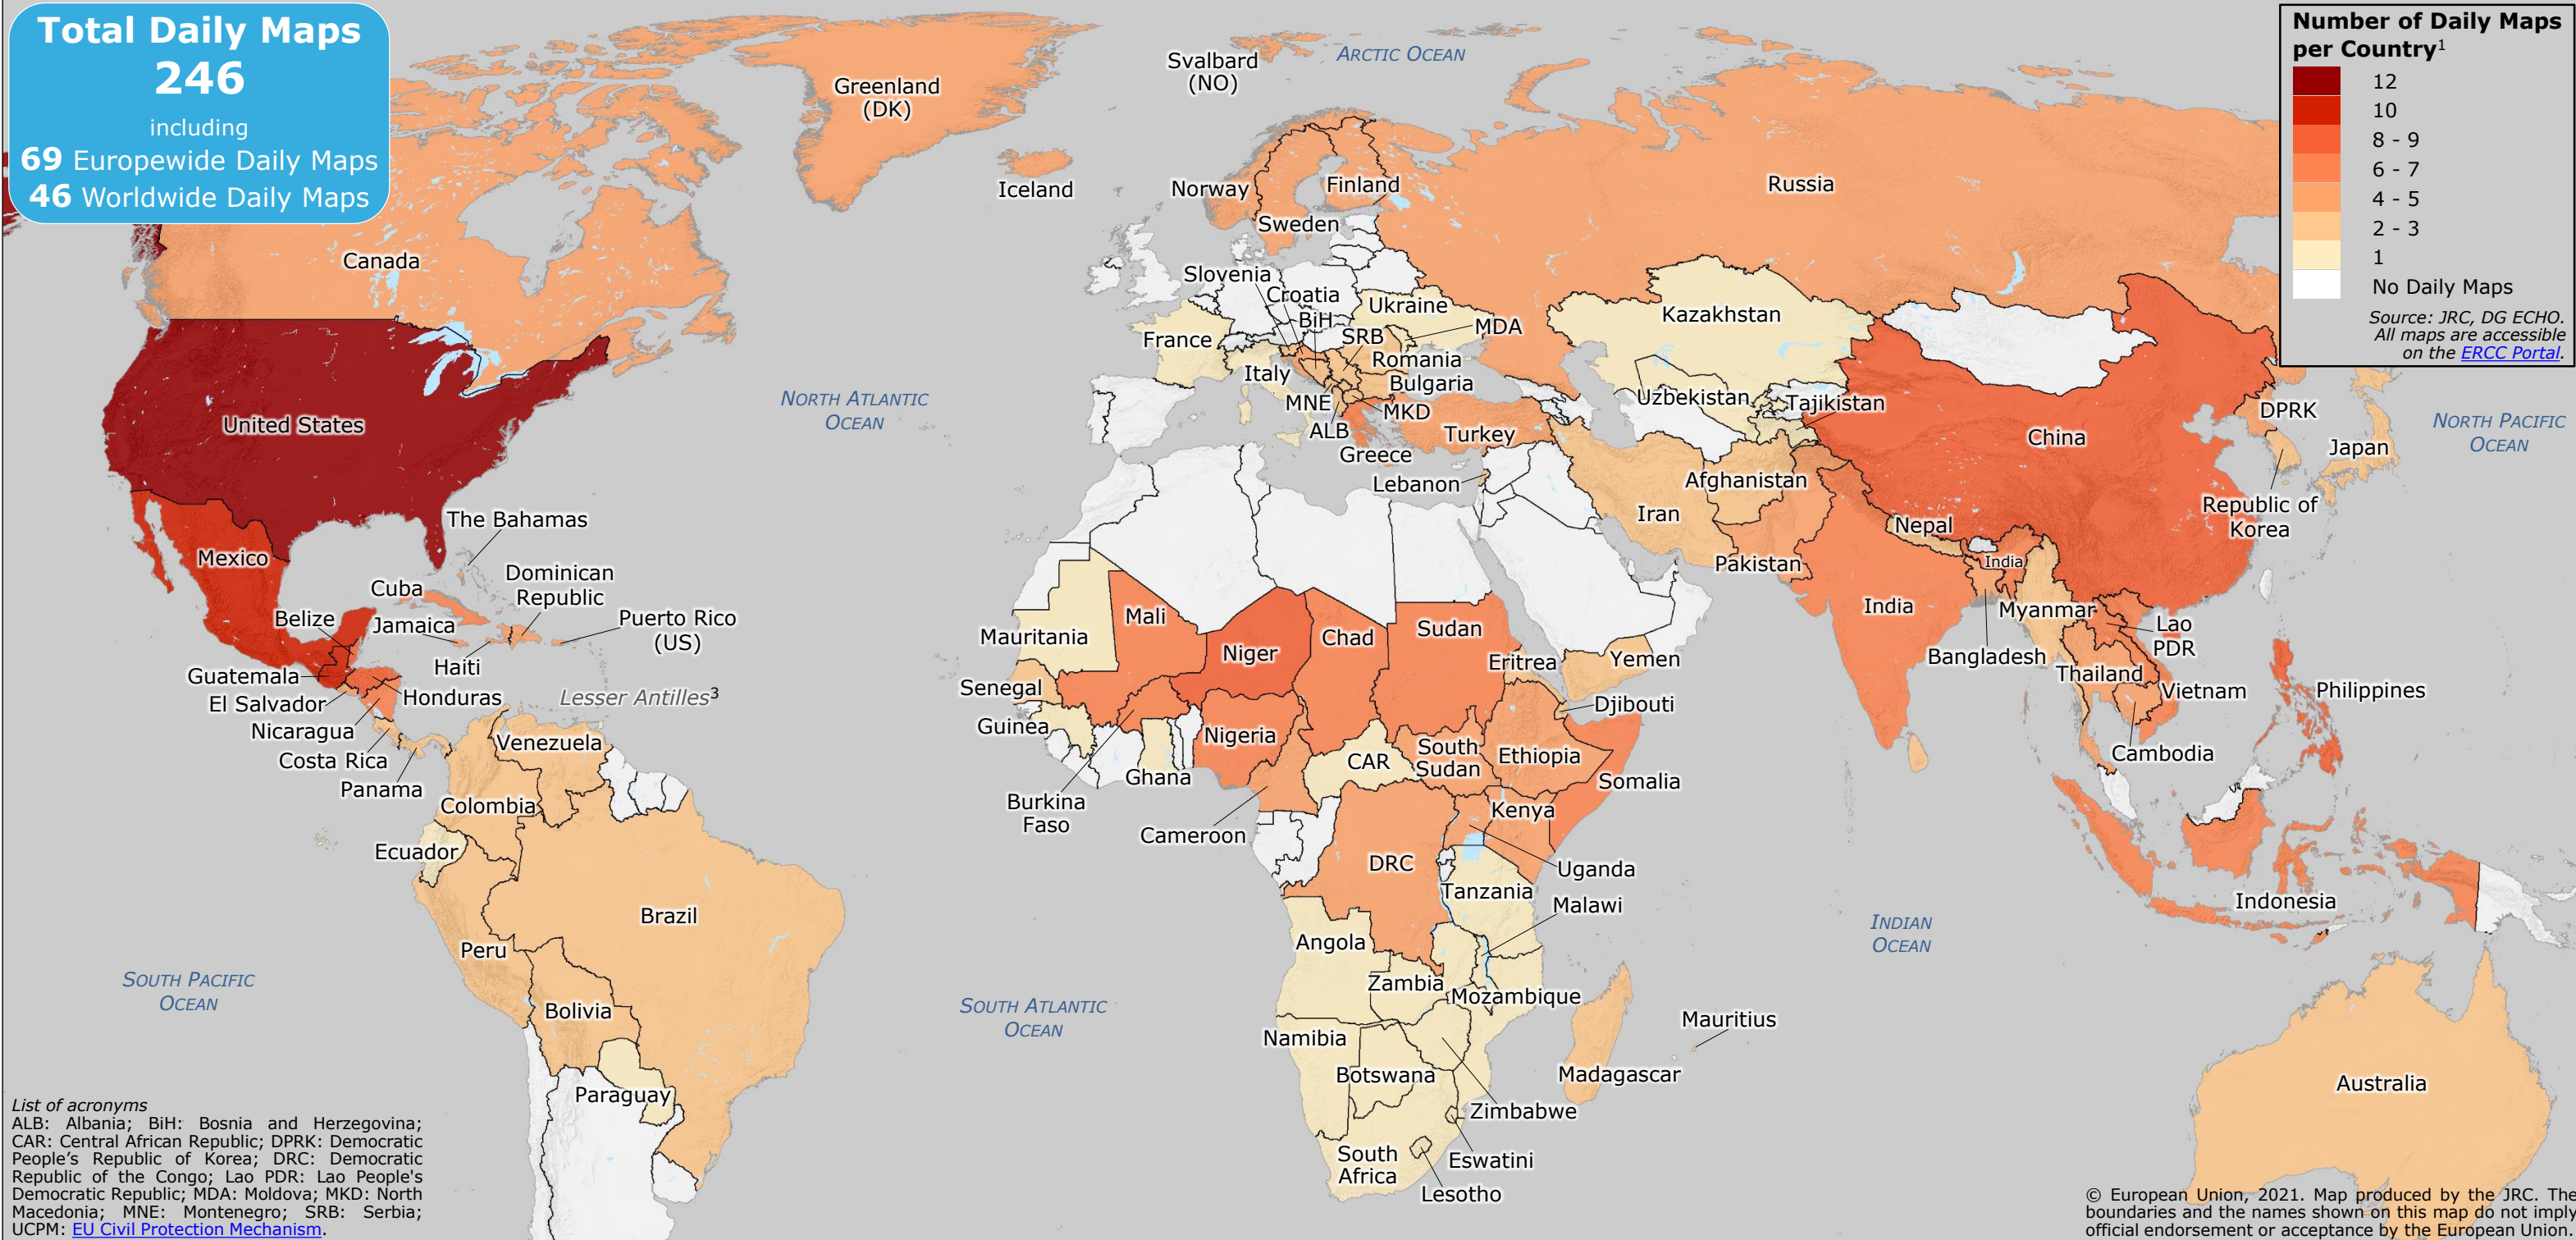 Total Daily Maps
246
including
69 Europewide Daily Maps
46 Worldwide Daily Maps
Number of Daily Maps
per Country1
12
10
8 - 9
6 - 7
4 - 5
2 - 3
1
No Daily Maps
Source: JRC, DG ECHO.
All maps are accessible
on the ERCC Portal.
ARCTIC OCEAN
Svalbard
(NO)
Greenland
(DK)
Iceland
Norway
Finland
Sweden
Russia
Canada
Slovenia
Croatia
BiH
Ukraine
Kazakhstan
MDA
SRB
France
Romania
Italy
Bulgaria
MNE
MKD
ALB
Turkey
Greece
Lebanon
Uzbekistan
Tajikistan
DPRK
Japan
China
NORTH PACIFIC
OCEAN
NORTH ATLANTIC
OCEAN
United States
Afghanistan
Iran
Republic of
Korea
Nepal
Pakistan
India
India
The Bahamas
Mexico
Dominican
Republic
Cuba
Belize
Jamaica
Puerto Rico
(US)
Haiti
Guatemala
El Salvador
Honduras
Lesser Antilles3
Nicaragua
Costa Rica
Panama
Venezuela
Colombia
Ecuador
Brazil
Peru
Bolivia
Paraguay
Mauritania
Mali
Niger
Chad
Sudan
Eritrea
Yemen
Senegal
Djibouti
Guinea
Nigeria
CAR
South
Sudan
Ethiopia
Ghana
Somalia
Burkina
Faso
Cameroon
Kenya
DRC
Uganda
Tanzania
Malawi
Angola
Zambia
Mozambique
Namibia
Botswana
Mauritius
Madagascar
Zimbabwe
South
Africa
Eswatini
Lesotho
Myanmar
Lao
PDR
Bangladesh
Thailand
Vietnam
Philippines
Cambodia
Indonesia
INDIAN
OCEAN
Australia
SOUTH PACIFIC
OCEAN
SOUTH ATLANTIC
OCEAN
List of acronyms
ALB: Albania; BiH: Bosnia and Herzegovina;
CAR: Central African Republic; DPRK: Democratic
People's Republic of Korea; DRC: Democratic
Republic of the Congo; Lao PDR: Lao People's
Democratic Republic; MDA: Moldova; MKD: North
Macedonia; MNE: Montenegro; SRB: Serbia;
UCPM: EU Civil Protection Mechanism.
© European Union, 2021. Map produced by the JRC. The
boundaries and the names shown on this map do not imply
official endorsement or acceptance by the European Union.